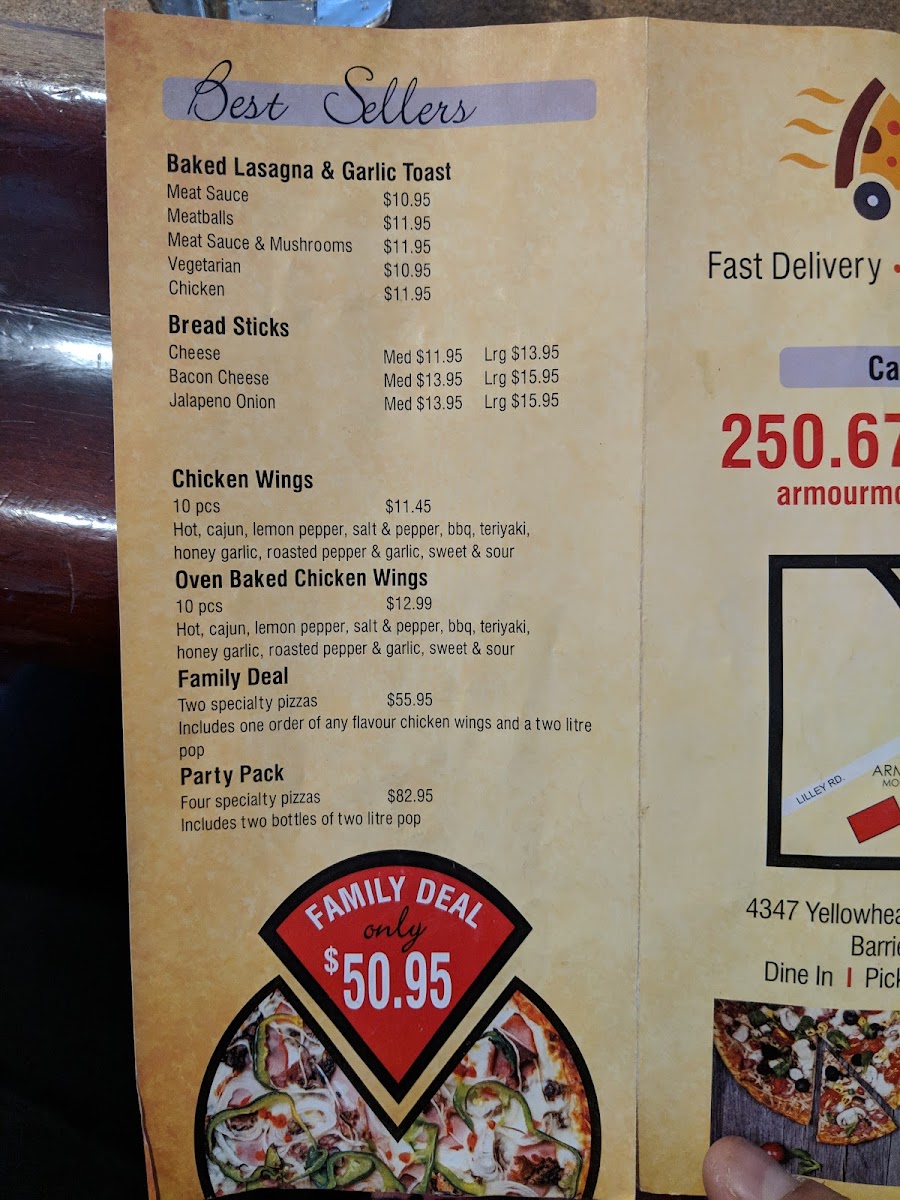 Best Sellers
Baked Lasagna & Garlic Toast
Meat Sauce $10.95
Meatballs $11.95
Meat Sauce & Mushrooms $11.95
Vegetarian $10.95
Chicken $11.95
Bread Sticks
Cheese Med $11.95 Lrg $13.95
Bacon Cheese Med $13.95 Lrg $15.95
Jalapeno Onion Med $13.95 Lrg $15.95
Chicken Wings
10 pcs $11.45
Hot, cajun, lemon pepper, salt & pepper, bbq, teriyaki,
honey garlic, roasted pepper & garlic, sweet & sour
Oven Baked Chicken Wings
10 pcs $12.99
Hot, cajun, lemon pepper, salt & pepper, bbq, teriyaki,
honey garlic, roasted pepper & garlic, sweet & sour
Family Deal
Two specialty pizzas $55.95
Includes one order of any flavour chicken wings and a two litre
pop
Party Pack
Four specialty pizzas $82.95
Includes two bottles of two litre pop
FAMILY DEAL
only
$50.95
Fast Delivery
Ca
250.67
armourmo
LILLEY RD.
ARM
MO
4347 Yellowhea
Barrie
Dine In | Pick